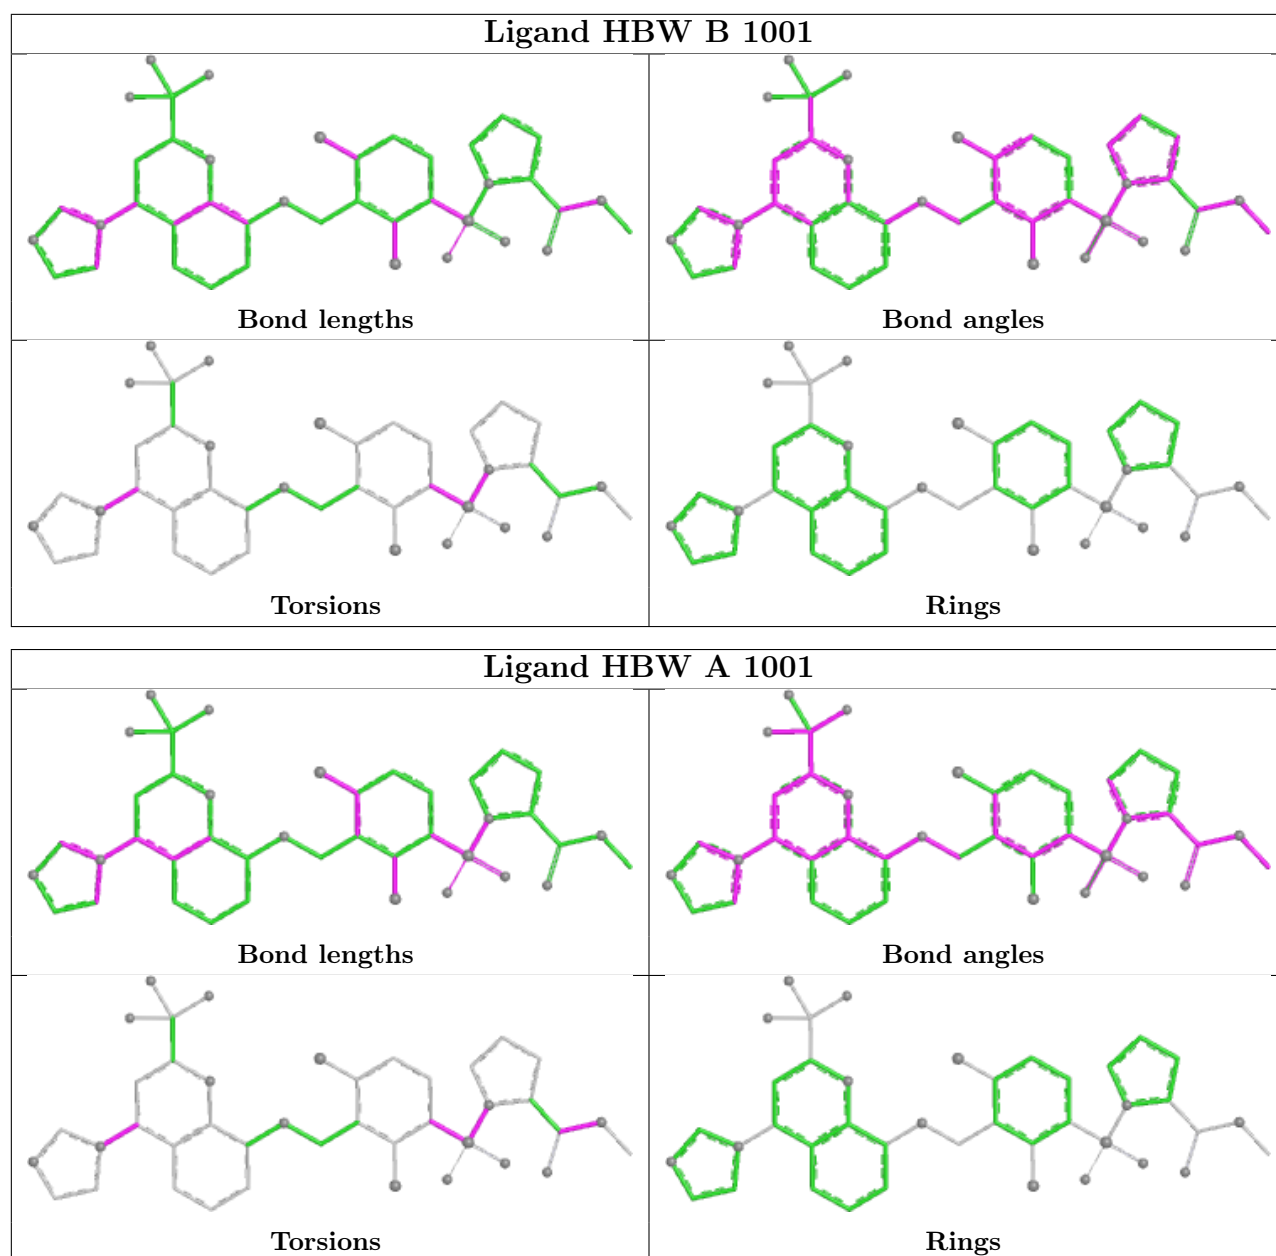 Ligand HBW B 1001
Bond lengths
Bond angles
Torsions
Rings
Ligand HBW A 1001
Bond lengths
Bond angles
Torsions
Rings